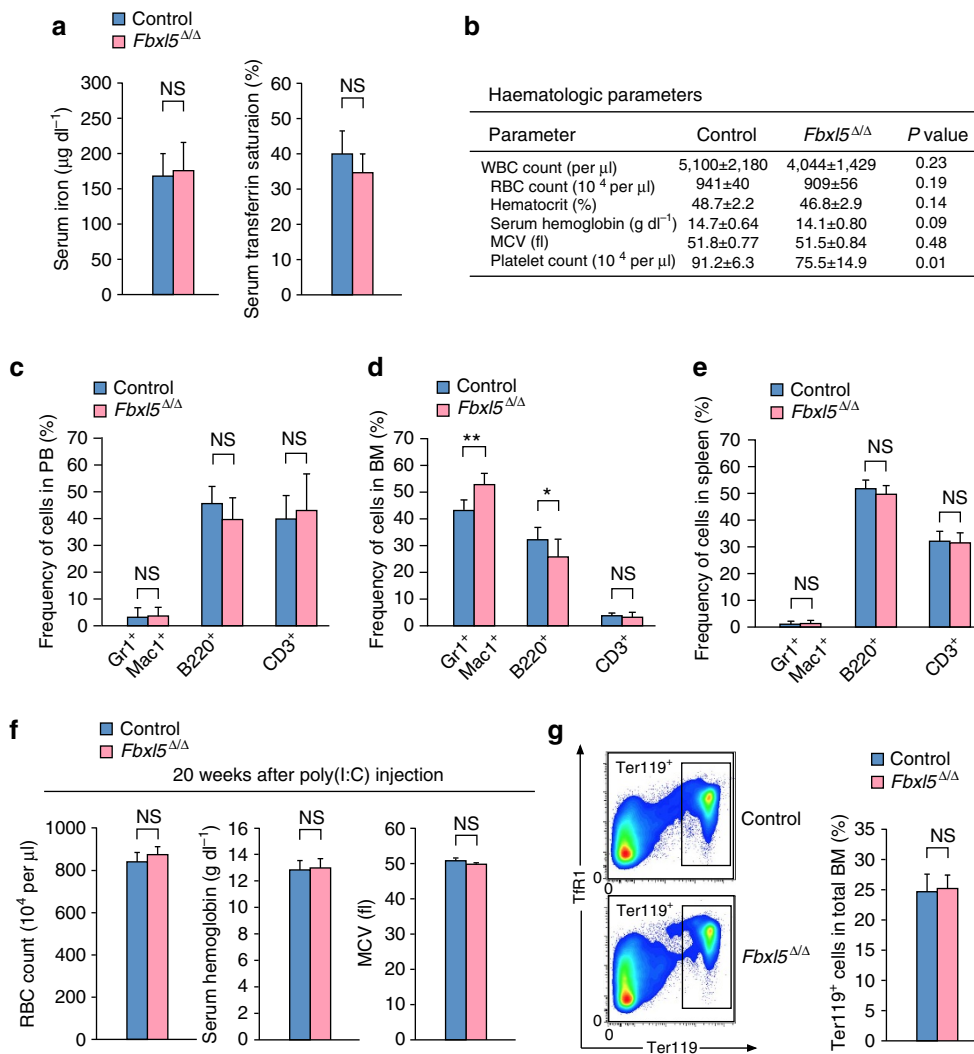 a
Control
Fbxl5Δ/Δ
Serum iron (μg dl−1)
300
250
200
150
100
50
0
NS
Serum transferrin saturaion (%)
80
60
40
20
0
NS
b
Haematologic parameters
Parameter Control Fbxl5Δ/Δ P value
WBC count (per μl) 5,100±2,180 4,044±1,429 0.23
RBC count (10 4 per μl) 941±40 909±56 0.19
Hematocrit (%) 48.7±2.2 46.8±2.9 0.14
Serum hemoglobin (g dl−1) 14.7±0.64 14.1±0.80 0.09
MCV (fl) 51.8±0.77 51.5±0.84 0.48
Platelet count (10 4 per μl) 91.2±6.3 75.5±14.9 0.01
c
Control
Fbxl5Δ/Δ
Frequency of cells in PB (%)
70
60
50
40
30
20
10
0
NS
NS
NS
Gr1+
Mac1+
B220+
CD3+
d
Control
Fbxl5Δ/Δ
Frequency of cells in BM (%)
70
60
50
40
30
20
10
0
**
*
NS
Gr1+
Mac1+
B220+
CD3+
e
Control
Fbxl5Δ/Δ
Frequency of cells in spleen (%)
70
60
50
40
30
20
10
0
NS
NS
NS
Gr1+
Mac1+
B220+
CD3+
f
Control
Fbxl5Δ/Δ
20 weeks after poly(I:C) injection
RBC count (104 per μl)
1000
800
600
400
200
0
NS
Serum hemoglobin (g dl−1)
16
14
12
10
8
6
4
2
0
NS
MCV (fl)
60
50
40
30
20
10
0
NS
g
TfR1
Ter119+
0
Control
Ter119+
0
0
Fbxl5Δ/Δ
Ter119
Control
Fbxl5Δ/Δ
Ter119+ cells in total BM (%)
35
30
25
20
15
10
5
0
NS